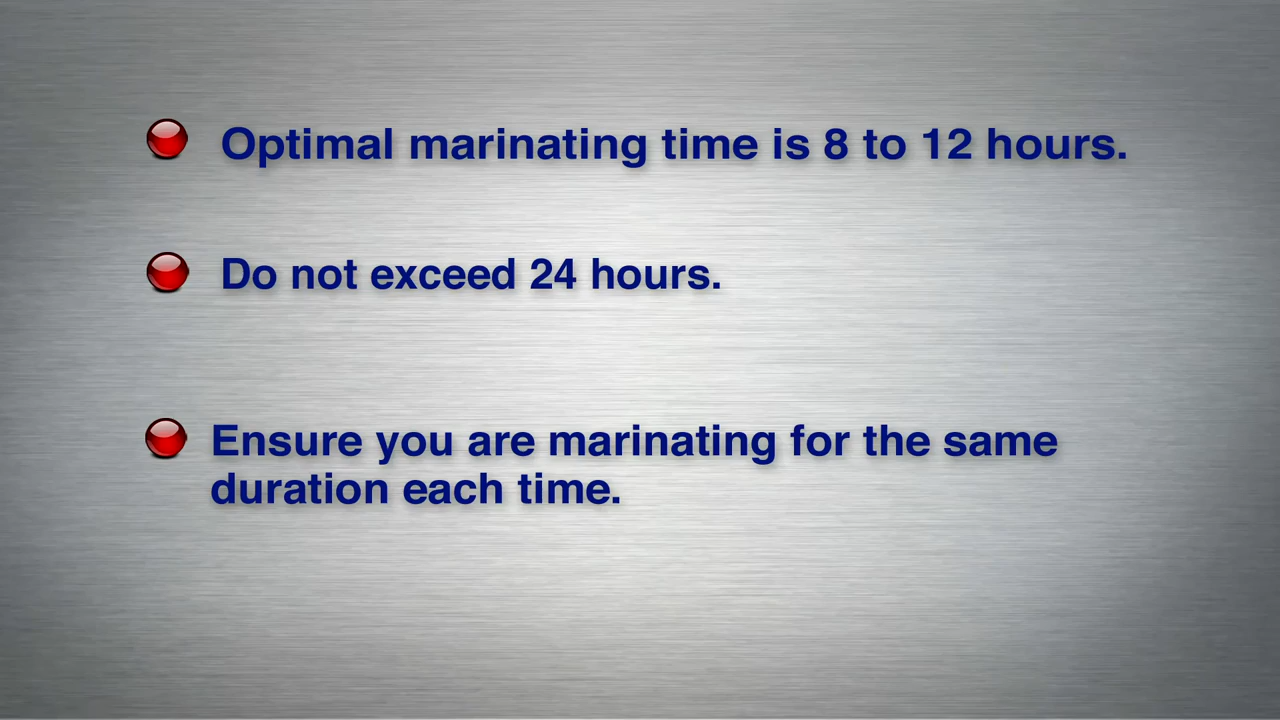 Optimal marinating time is 8 to 12 hours.
Do not exceed 24 hours.
Ensure you are marinating for the same
duration each time.